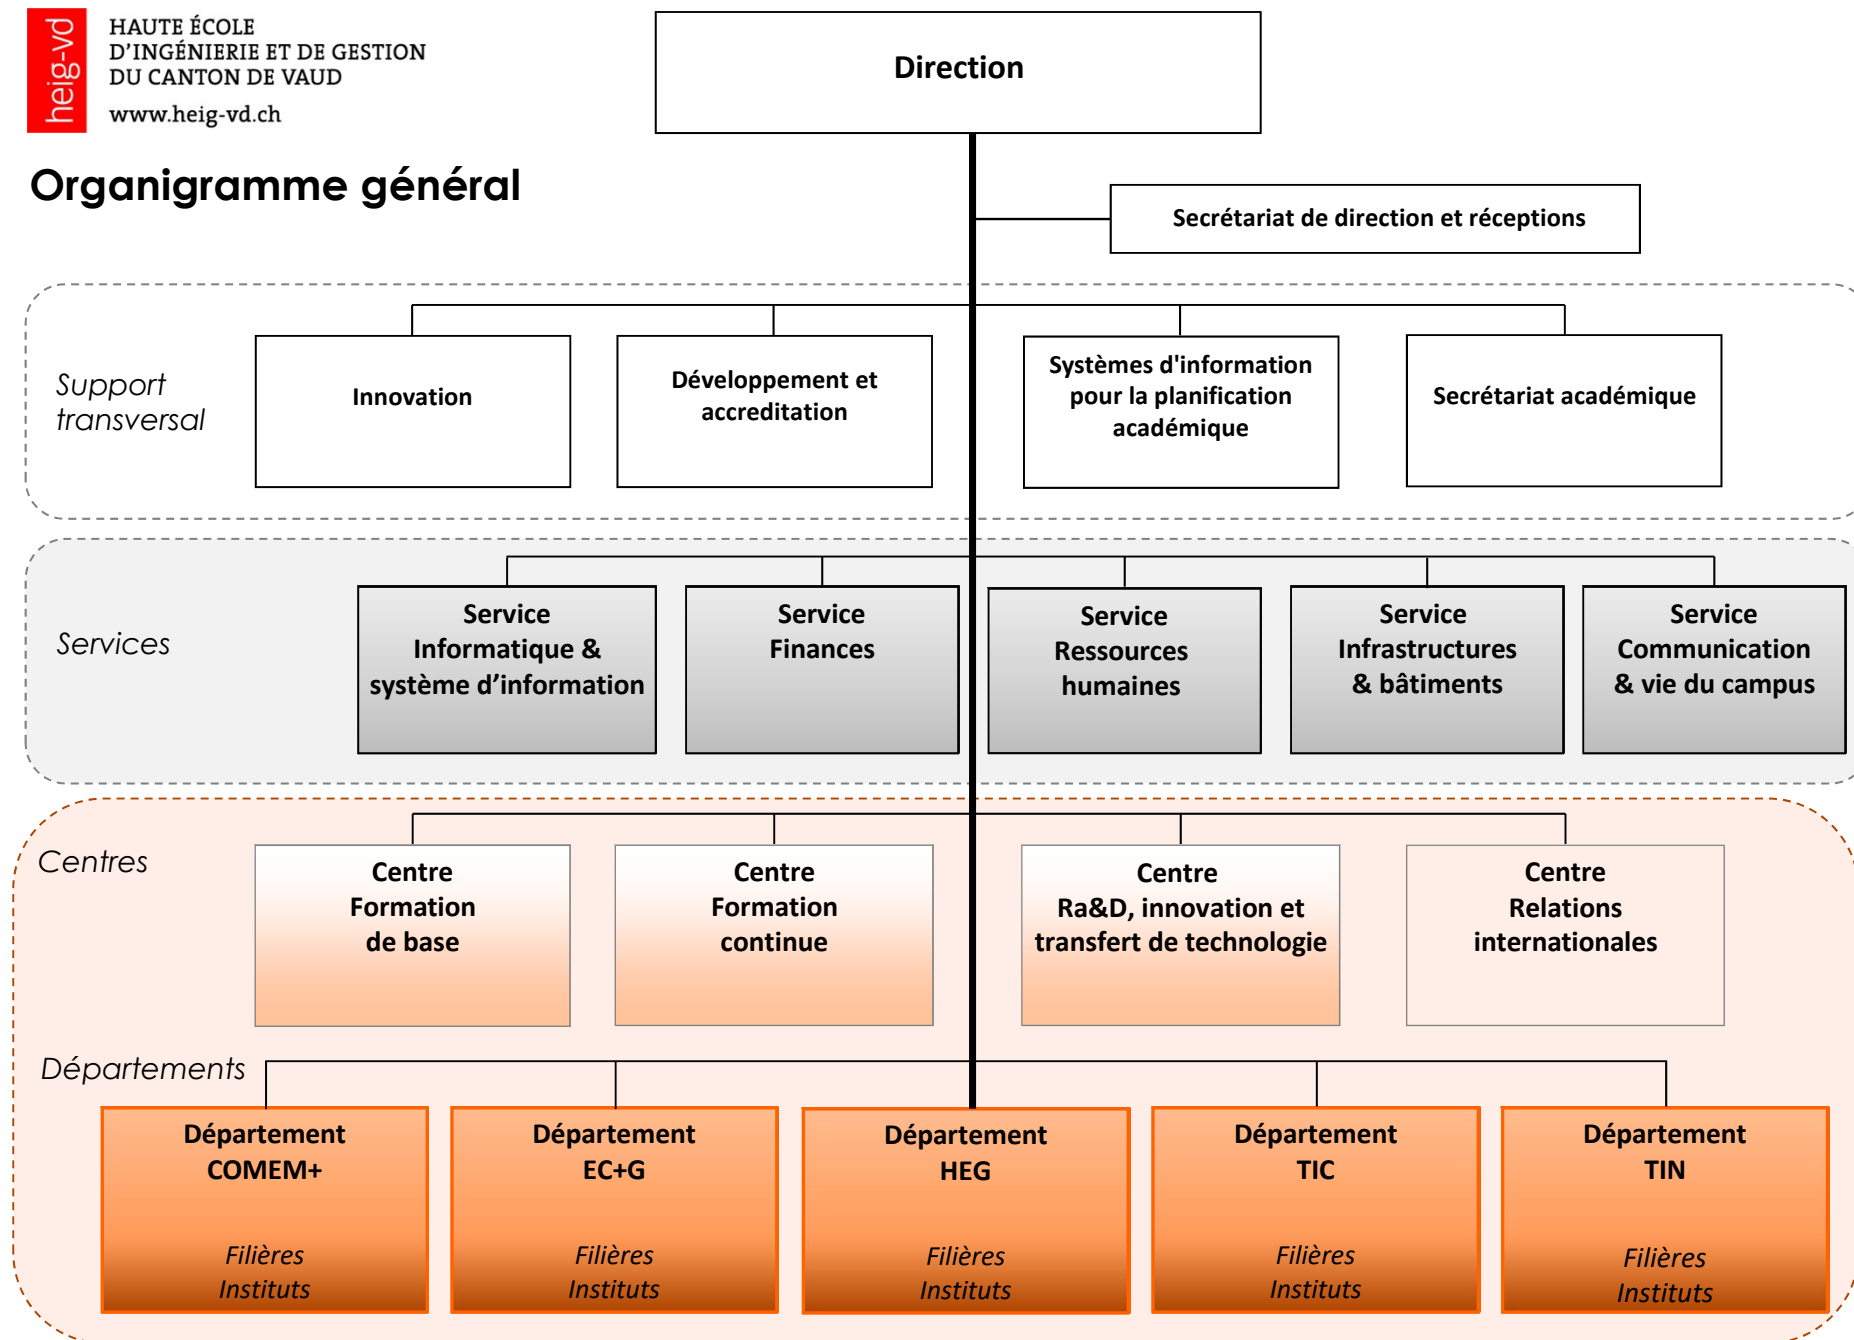 heig-vd
HAUTE ÉCOLE
D'INGÉNIERIE ET DE GESTION
DU CANTON DE VAUD
www.heig-vd.ch
Direction
Organigramme général
Secrétariat de direction et réceptions
Support
transversal
Innovation
Développement et
accreditation
Systèmes d'information
pour la planification
académique
Secrétariat académique
Services
Service
Informatique &
système d’information
Service
Finances
Service
Ressources
humaines
Service
Infrastructures
& bâtiments
Service
Communication
& vie du campus
Centres
Centre
Formation
de base
Centre
Formation
continue
Centre
Ra&D, innovation et
transfert de technologie
Centre
Relations
internationales
Départements
Département
COMEM+
Filières
Instituts
Département
EC+G
Filières
Instituts
Département
HEG
Filières
Instituts
Département
TIC
Filières
Instituts
Département
TIN
Filières
Instituts